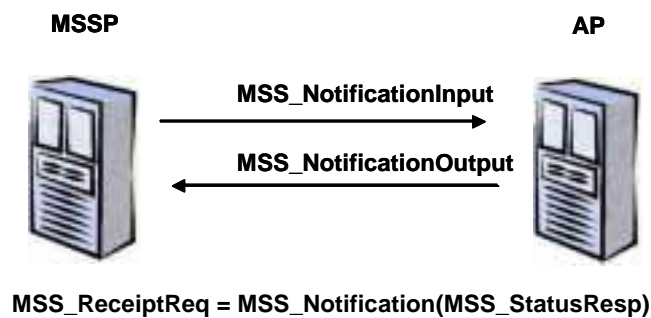 MSSP
AP
MSS_NotificationInput
MSS_NotificationOutput
MSS_ReceiptReq = MSS_Notification(MSS_StatusResp)